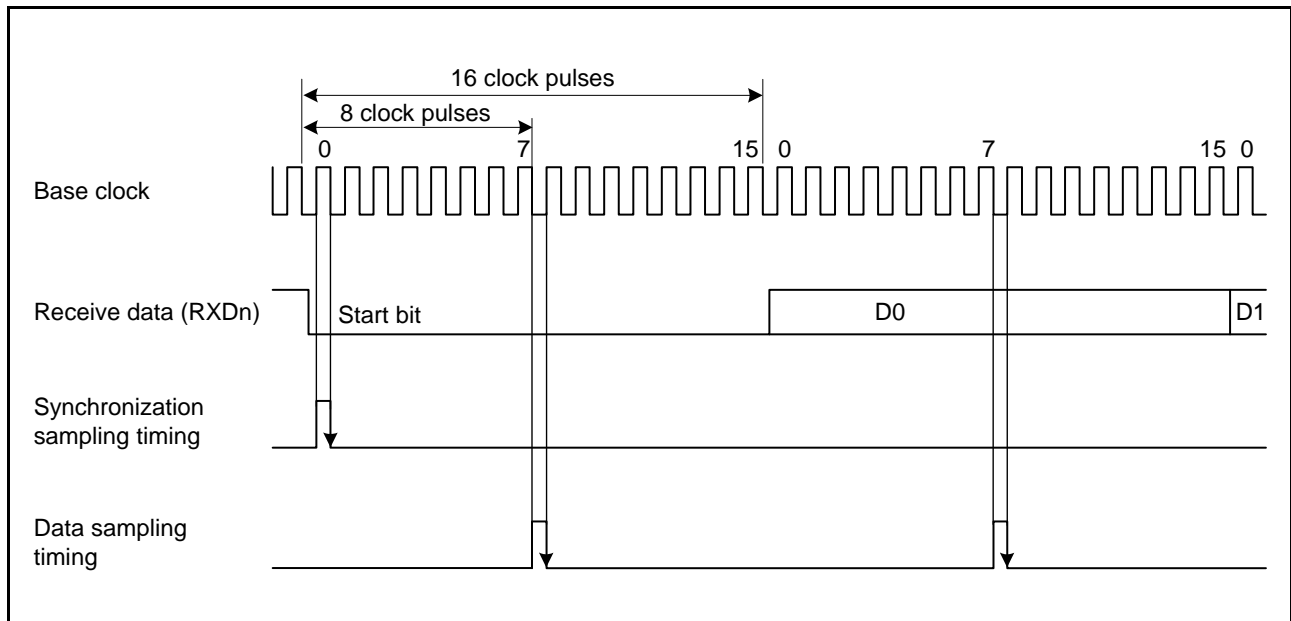 16 clock pulses
8 clock pulses
0 7 15 0 7 15 0
Base clock
Receive data (RXDn)
Start bit
D0
D1
Synchronization
sampling timing
Data sampling
timing